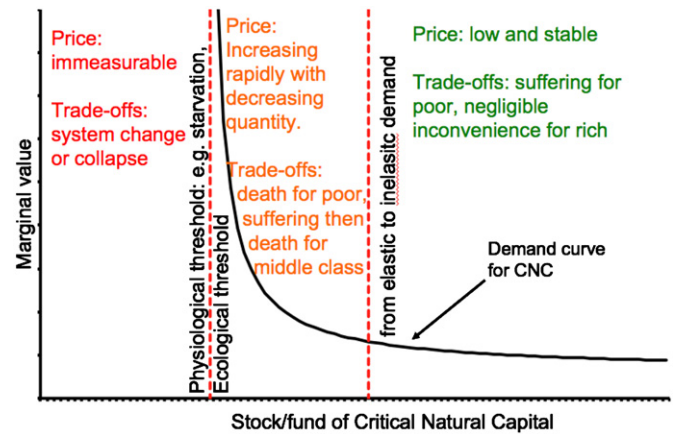 Marginal value
Price:
immeasurable
Trade-offs:
system change
or collapse
Physiological threshold: e.g. starvation,
Ecological threshold
Price:
Increasing
rapidly with
decreasing
quantity.
Trade-offs:
death for poor,
suffering then
death for
middle class
from elastic to inelasitc demand
Price: low and stable
Trade-offs: suffering for
poor, negligible
inconvenience for rich
Demand curve
for CNC
Stock/fund of Critical Natural Capital